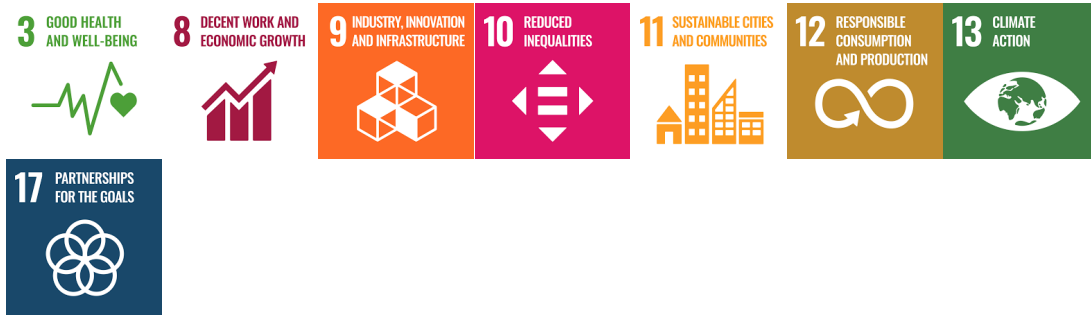 3 GOOD HEALTH
AND WELL-BEING
8 DECENT WORK AND
ECONOMIC GROWTH
9 INDUSTRY, INNOVATION
AND INFRASTRUCTURE
10 REDUCED
INEQUALITIES
11 SUSTAINABLE CITIES
AND COMMUNITIES
12 RESPONSIBLE
CONSUMPTION
AND PRODUCTION
13 CLIMATE
ACTION
17 PARTNERSHIPS
FOR THE GOALS